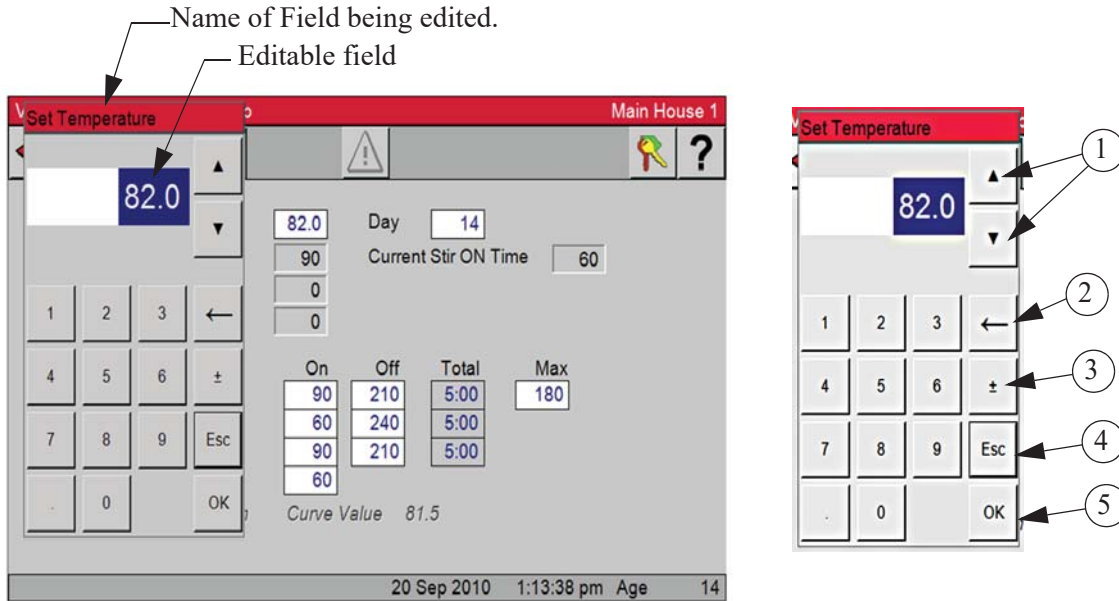 Name of Field being edited.
Editable field
Set Temperature
Main House 1
?
82.0
82.0 Day 14
90 Current Stir ON Time 60
0
0
1 2 3 ←
4 5 6 ±
7 8 9 Esc
. 0 OK
On Off Total Max
90 210 5:00 180
60 240 5:00
90 210 5:00
60
Curve Value 81.5
20 Sep 2010 1:13:38 pm Age 14
Set Temperature
82.0
1 2 3 ←
4 5 6 ±
7 8 9 Esc
. 0 OK
1
2
3
4
5